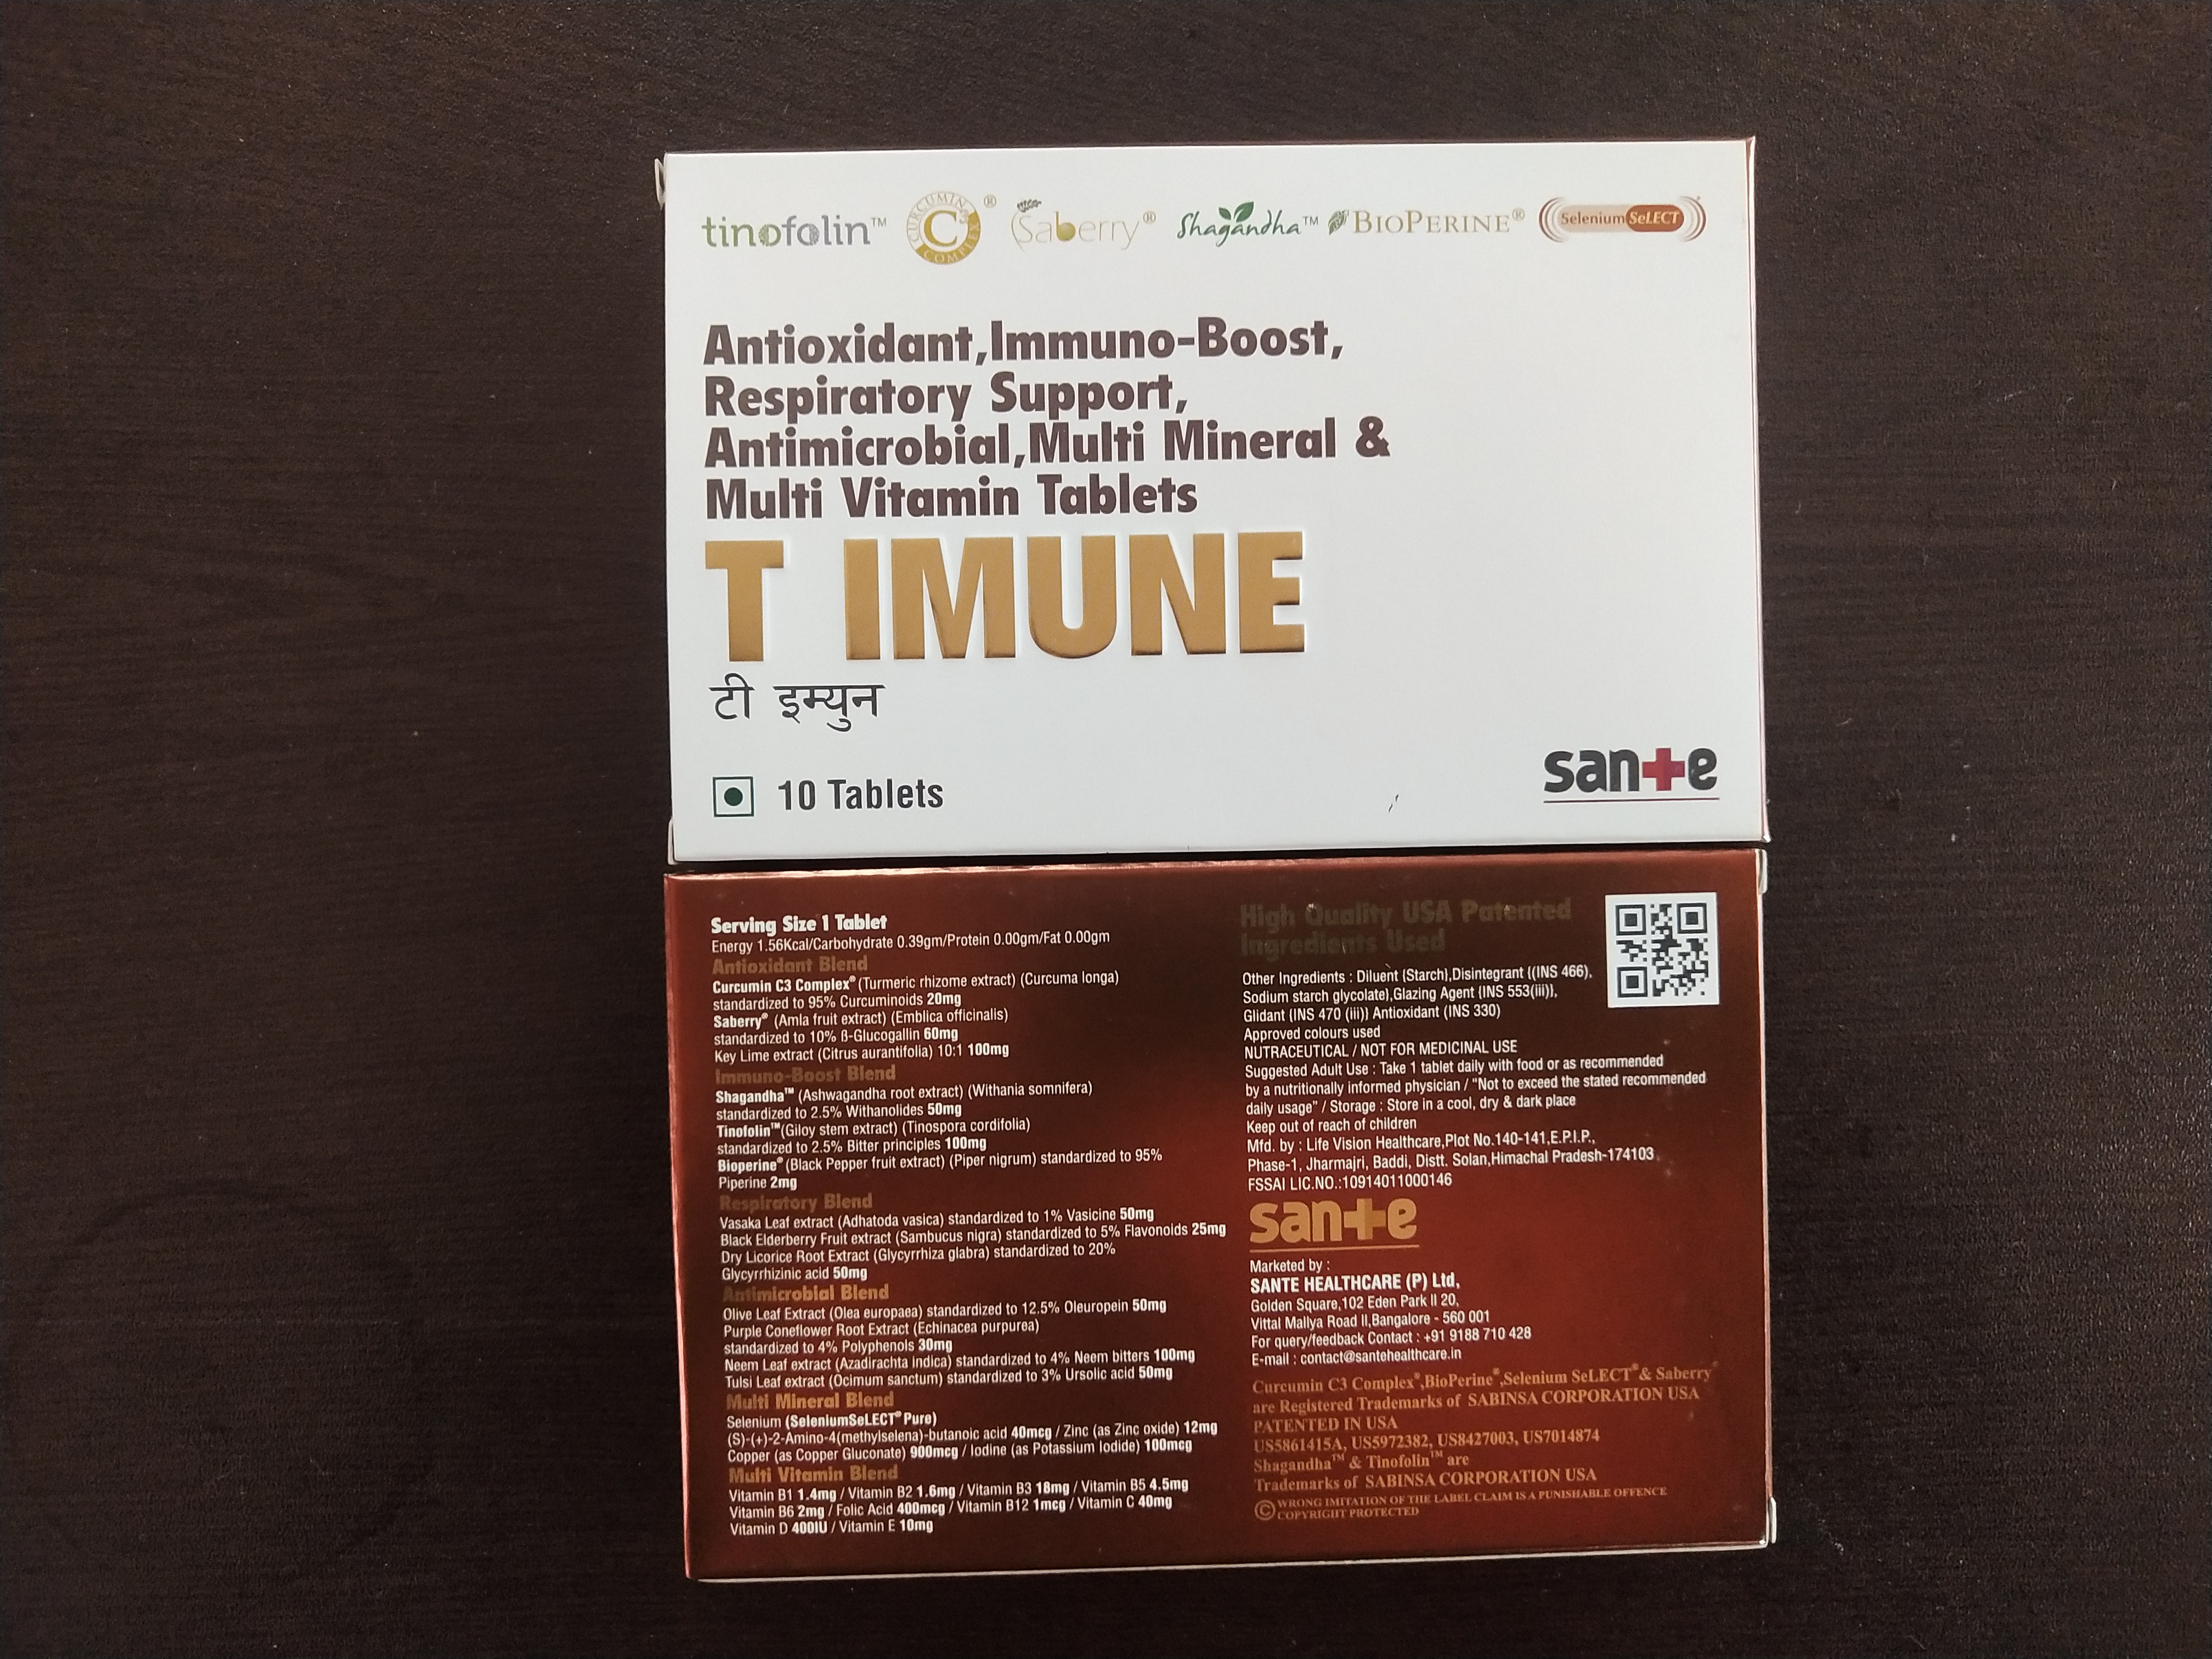 tinofolin™ CURCUMIN C3 COMPLEX® Saberry® Shagandha™ BIOPERINE® Selenium SeLECT®
Antioxidant,Immuno-Boost,
Respiratory Support,
Antimicrobial,Multi Mineral &
Multi Vitamin Tablets
T IMUNE
टी इम्युन
10 Tablets
sante
Serving Size 1 Tablet
Energy 1.56Kcal/Carbohydrate 0.39gm/Protein 0.00gm/Fat 0.00gm
Antioxidant Blend
Curcumin C3 Complex® (Turmeric rhizome extract) (Curcuma longa)
standardized to 95% Curcuminoids 20mg
Saberry® (Amla fruit extract) (Emblica officinalis)
standardized to 10% β-Glucogallin 60mg
Key Lime extract (Citrus aurantifolia) 10:1 100mg
Immuno-Boost Blend
Shagandha™ (Ashwagandha root extract) (Withania somnifera)
standardized to 2.5% Withanolides 50mg
Tinofolin™(Giloy stem extract) (Tinospora cordifolia)
standardized to 2.5% Bitter principles 100mg
Bioperine® (Black Pepper fruit extract) (Piper nigrum) standardized to 95%
Piperine 2mg
Respiratory Blend
Vasaka Leaf extract (Adhatoda vasica) standardized to 1% Vasicine 50mg
Black Elderberry Fruit extract (Sambucus nigra) standardized to 5% Flavonoids 25mg
Dry Licorice Root Extract (Glycyrrhiza glabra) standardized to 20%
Glycyrrhizinic acid 50mg
Antimicrobial Blend
Olive Leaf Extract (Olea europaea) standardized to 12.5% Oleuropein 50mg
Purple Coneflower Root Extract (Echinacea purpurea)
standardized to 4% Polyphenols 30mg
Neem Leaf extract (Azadirachta indica) standardized to 4% Neem bitters 100mg
Tulsi Leaf extract (Ocimum sanctum) standardized to 3% Ursolic acid 50mg
Multi Mineral Blend
Selenium (SeleniumSeLECT® Pure)
(S)-(+)-2-Amino-4(methylselena)-butanoic acid 40mcg / Zinc (as Zinc oxide) 12mg
Copper (as Copper Gluconate) 900mcg / Iodine (as Potassium Iodide) 100mcg
Multi Vitamin Blend
Vitamin B1 1.4mg / Vitamin B2 1.6mg / Vitamin B3 18mg / Vitamin B5 4.5mg
Vitamin B6 2mg / Folic Acid 400mcg / Vitamin B12 1mcg / Vitamin C 40mg
Vitamin D 400IU / Vitamin E 10mg
High Quality USA Patented
Ingredients Used
Other Ingredients : Diluent {Starch},Disintegrant {(INS 466),
Sodium starch glycolate},Glazing Agent {INS 553(iii)},
Glidant {INS 470 (iii)} Antioxidant (INS 330)
Approved colours used
NUTRACEUTICAL / NOT FOR MEDICINAL USE
Suggested Adult Use : Take 1 tablet daily with food or as recommended
by a nutritionally informed physician / "Not to exceed the stated recommended
daily usage" / Storage : Store in a cool, dry & dark place
Keep out of reach of children
Mfd. by : Life Vision Healthcare,Plot No.140-141,E.P.I.P.,
Phase-1, Jharmajri, Baddi, Distt. Solan,Himachal Pradesh-174103
FSSAI LIC.NO.:10914011000146
sante
Marketed by :
SANTE HEALTHCARE (P) Ltd,
Golden Square,102 Eden Park II 20,
Vittal Mallya Road II,Bangalore - 560 001
For query/feedback Contact : +91 9188 710 428
E-mail : contact@santehealthcare.in
Curcumin C3 Complex®,BioPerine®,Selenium SeLECT® & Saberry®
are Registered Trademarks of SABINSA CORPORATION USA
PATENTED IN USA
US5861415A, US5972382, US8427003, US7014874
Shagandha™ & Tinofolin™ are
Trademarks of SABINSA CORPORATION USA
© WRONG IMITATION OF THE LABEL CLAIM IS A PUNISHABLE OFFENCE
COPYRIGHT PROTECTED